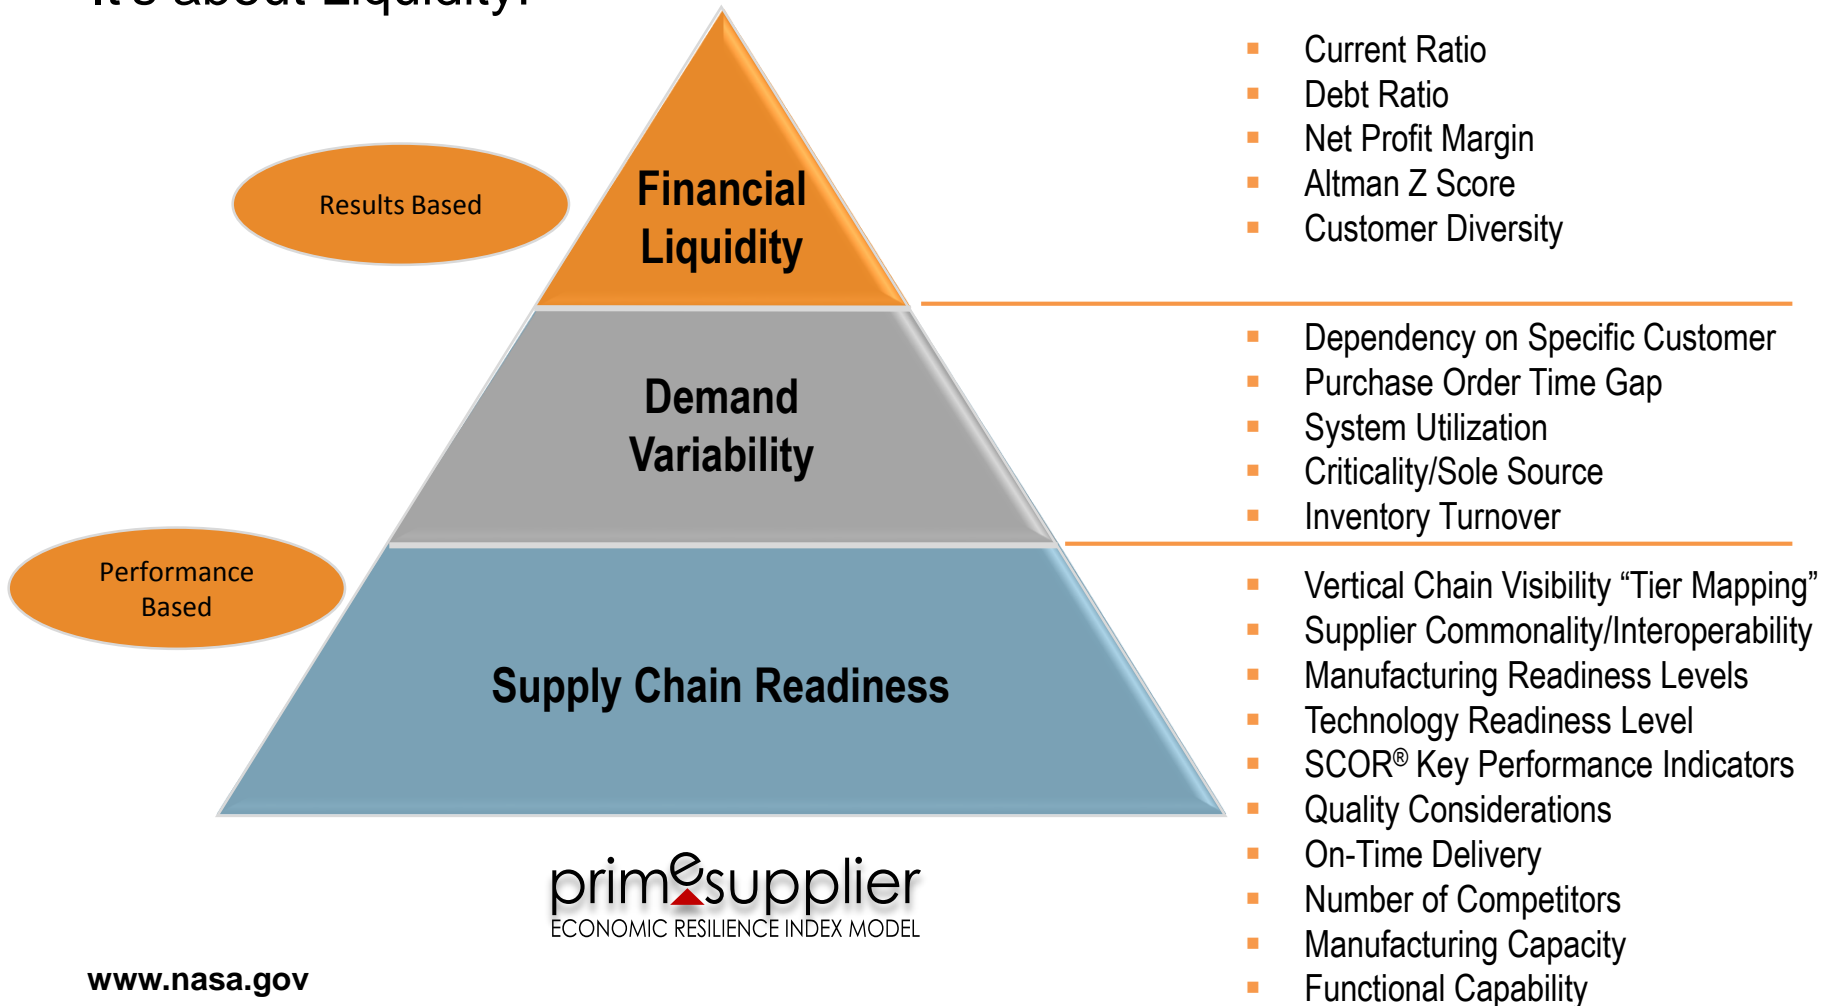 It's about Liquidity!
Results Based
Financial
Liquidity
Current Ratio
Debt Ratio
Net Profit Margin
Altman Z Score
Customer Diversity
Demand
Variability
Dependency on Specific Customer
Purchase Order Time Gap
System Utilization
Criticality/Sole Source
Inventory Turnover
Performance
Based
Supply Chain Readiness
Vertical Chain Visibility “Tier Mapping”
Supplier Commonality/Interoperability
Manufacturing Readiness Levels
Technology Readiness Level
SCOR® Key Performance Indicators
Quality Considerations
On-Time Delivery
Number of Competitors
Manufacturing Capacity
Functional Capability
primesupplier
ECONOMIC RESILIENCE INDEX MODEL
www.nasa.gov